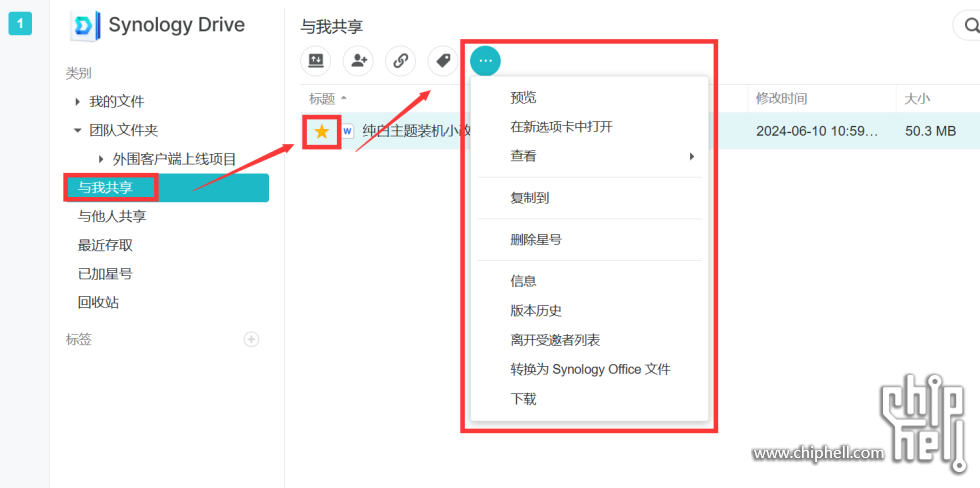 1
Synology Drive
类别
我的文件
团队文件夹
外围客户端上线项目
与我共享
与他人共享
最近存取
已加星号
回收站
标签
与我共享
标题
修改时间
大小
W 纯白主题装机小改
2024-06-10 10:59...
50.3 MB
预览
在新选项卡中打开
查看
复制到
删除星号
信息
版本历史
离开受邀者列表
转换为 Synology Office 文件
下载
chip
hell
www.chiphell.com